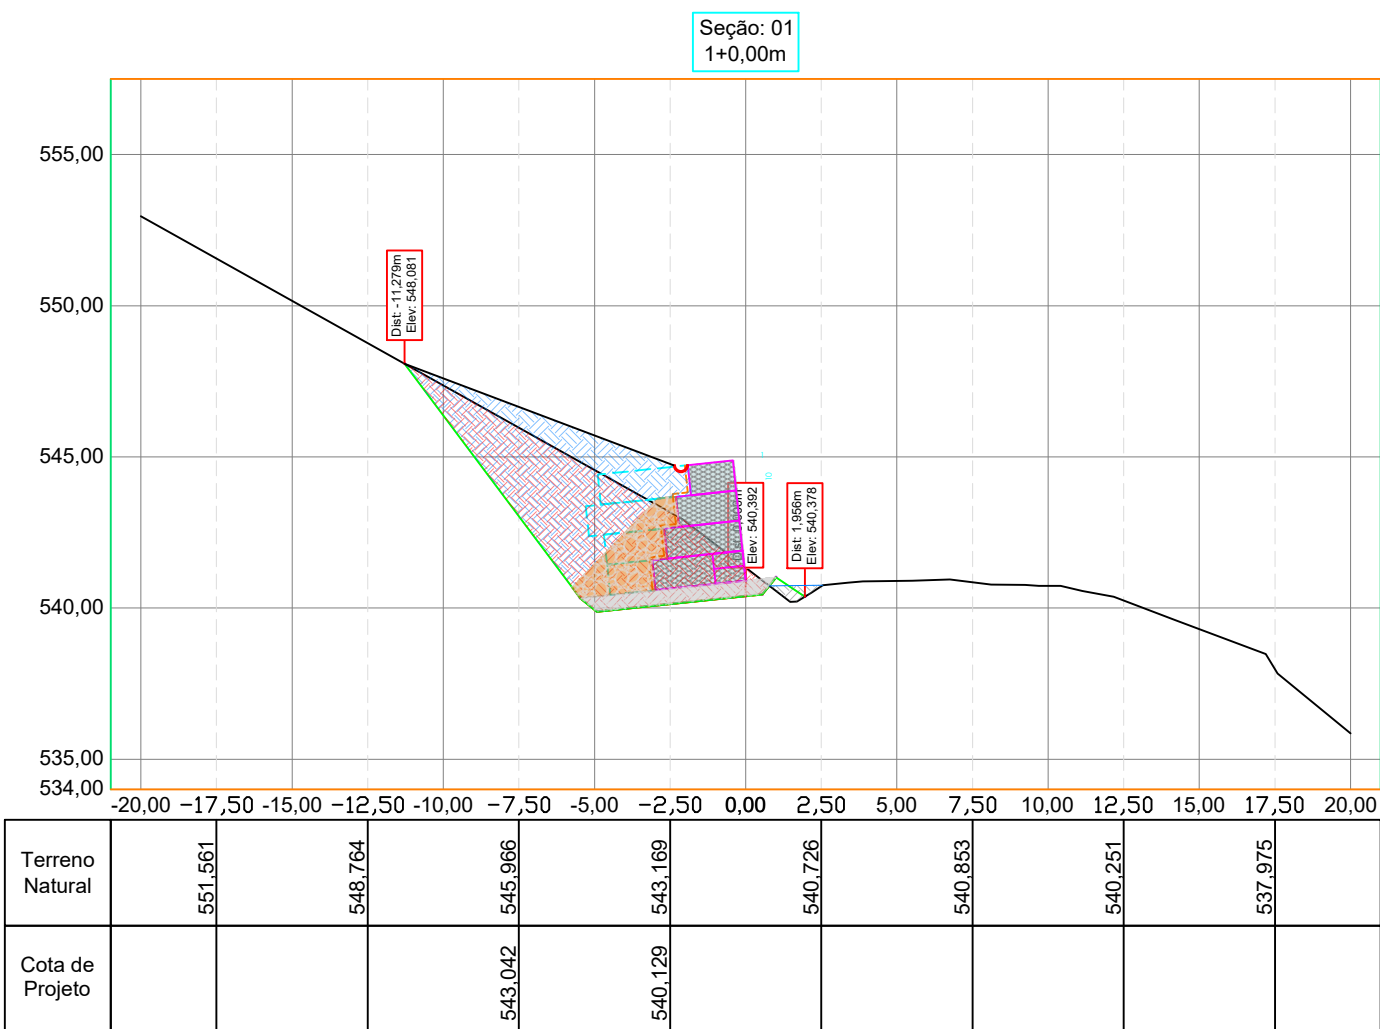 Seção: 01
1+0,00m
555,00
550,00
545,00
540,00
535,00
534,00
Dist: -11,279m
Elev: 548,081
Elev: 540,392
Dist: 1,956m
Elev: 540,378
-20,00 -17,50 -15,00 -12,50 -10,00 -7,50 -5,00 -2,50 0,00 2,50 5,00 7,50 10,00 12,50 15,00 17,50 20,00
Terreno
Natural
551,561 548,764 545,966 543,169 540,726 540,853 540,251 537,975
Cota de
Projeto
543,042 540,129